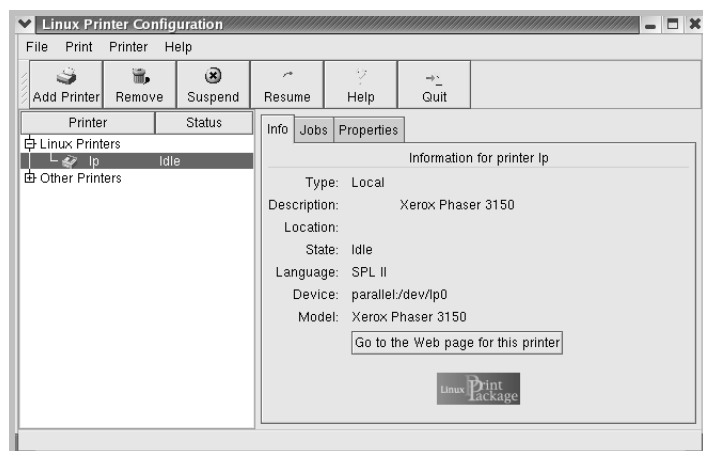 Linux Printer Configuration
File Print Printer Help
Add Printer Remove Suspend Resume Help Quit
Printer Status
Linux Printers
lp Idle
Other Printers
Info Jobs Properties
Information for printer lp
Type: Local
Description: Xerox Phaser 3150
Location:
State: Idle
Language: SPL II
Device: parallel:/dev/lp0
Model: Xerox Phaser 3150
Go to the Web page for this printer
Linux Print Package